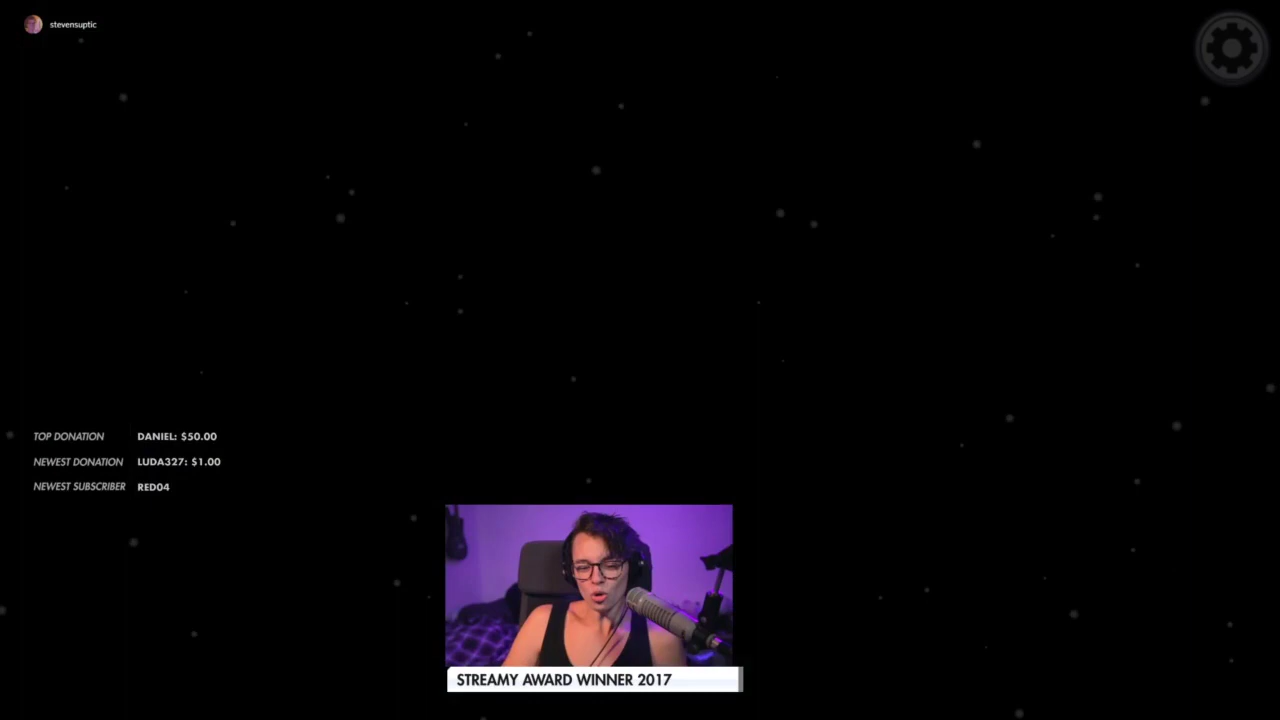 stevensuptic
TOP DONATION DANIEL: $50.00
NEWEST DONATION LUDA327: $1.00
NEWEST SUBSCRIBER RED04
STREAMY AWARD WINNER 2017